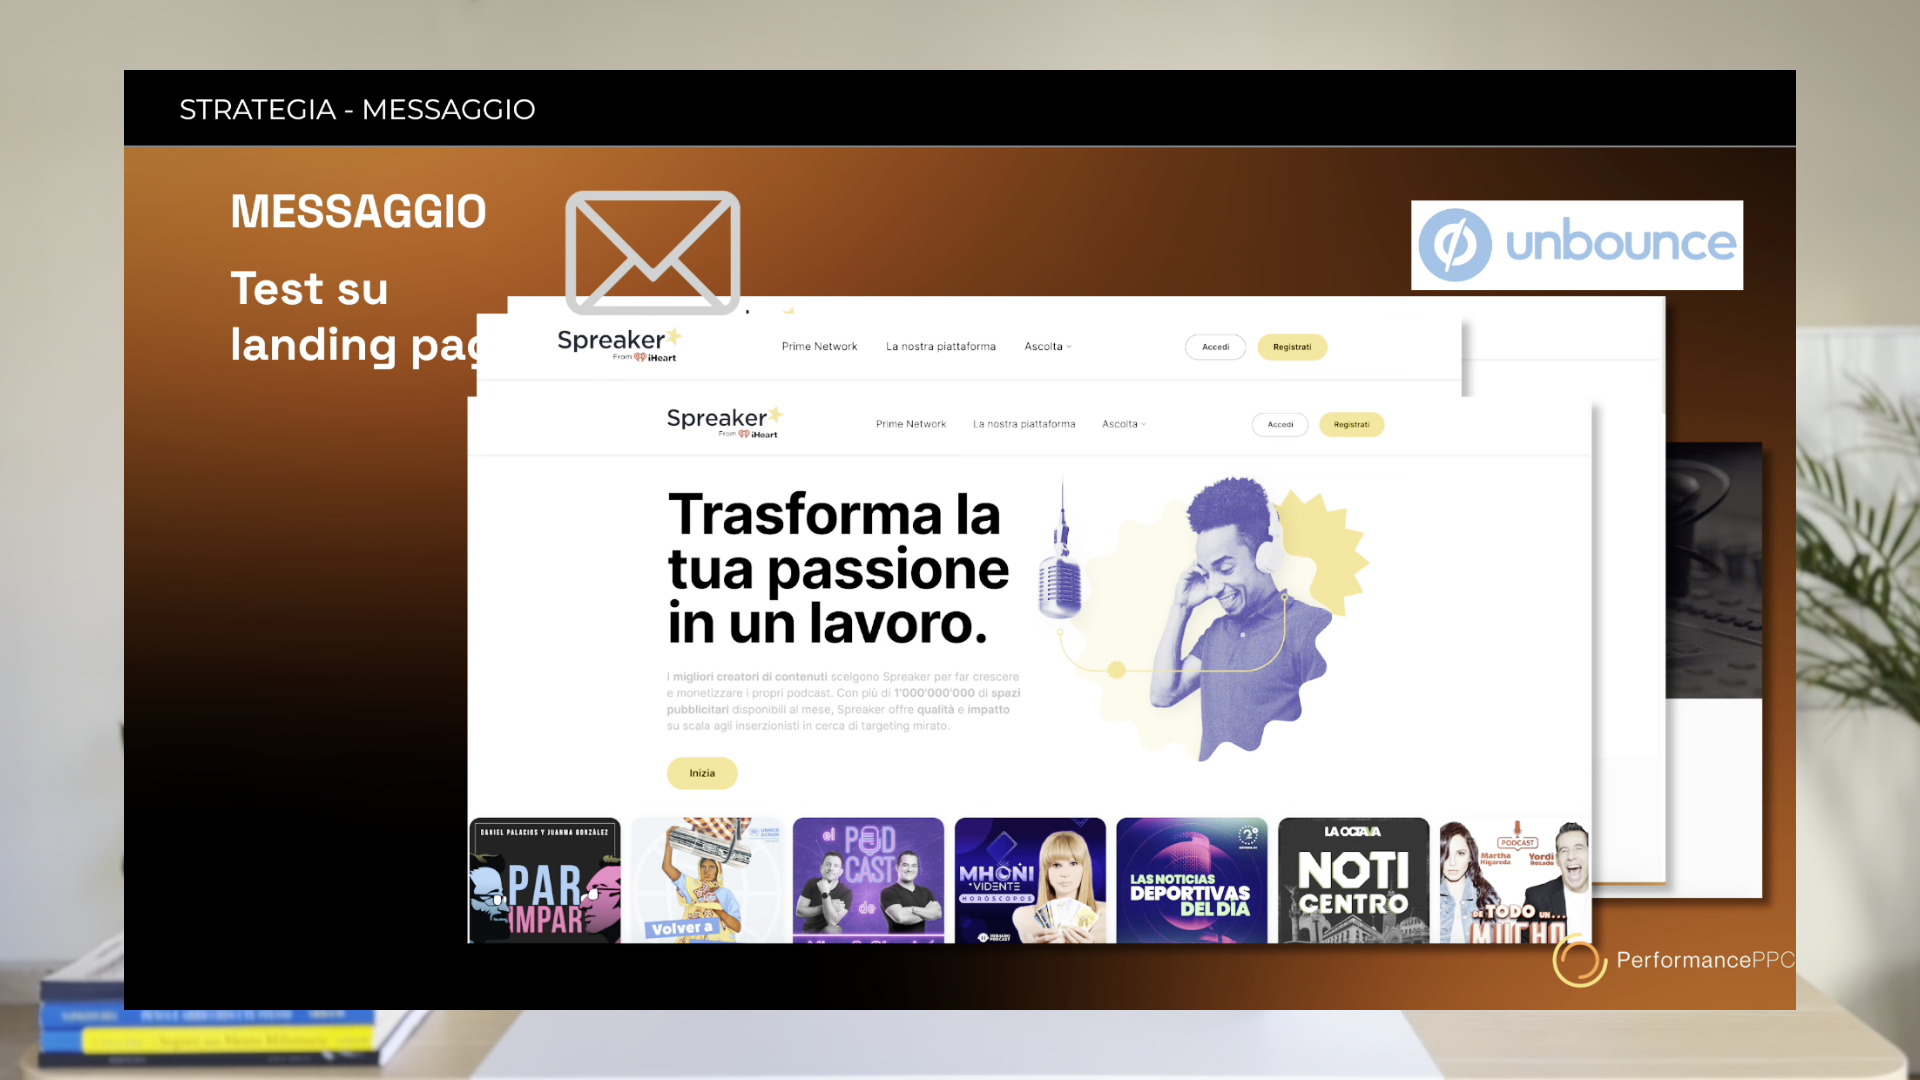 STRATEGIA - MESSAGGIO
MESSAGGIO
Test su
landing pag
unbounce
Spreaker
From iHeart
Prime Network
La nostra piattaforma
Ascolta
Accedi
Registrati
Spreaker
From iHeart
Prime Network
La nostra piattaforma
Ascolta
Accedi
Registrati
Trasforma la
tua passione
in un lavoro.
I migliori creatori di contenuti scelgono Spreaker per far crescere
e monetizzare i propri podcast. Con più di 1'000'000'000 di spazi
pubblicitari disponibili al mese, Spreaker offre qualità e impatto
su scala agli inserzionisti in cerca di targeting mirato.
Inizia
DANIEL PALACIOS Y JUANMA GONZÁLEZ
PAR
IMPAR
Volver a
el
POD
CAST
de
MHONI
VIDENTE
HORÓSCOPOS
LAS NOTICIAS
DEPORTIVAS
DEL DÍA
LA OCTAVA
NOTI
CENTRO
PODCAST
Martha
Higareda
Yordi
Rosado
DE TODO UN...
MUCHO
PerformancePPC